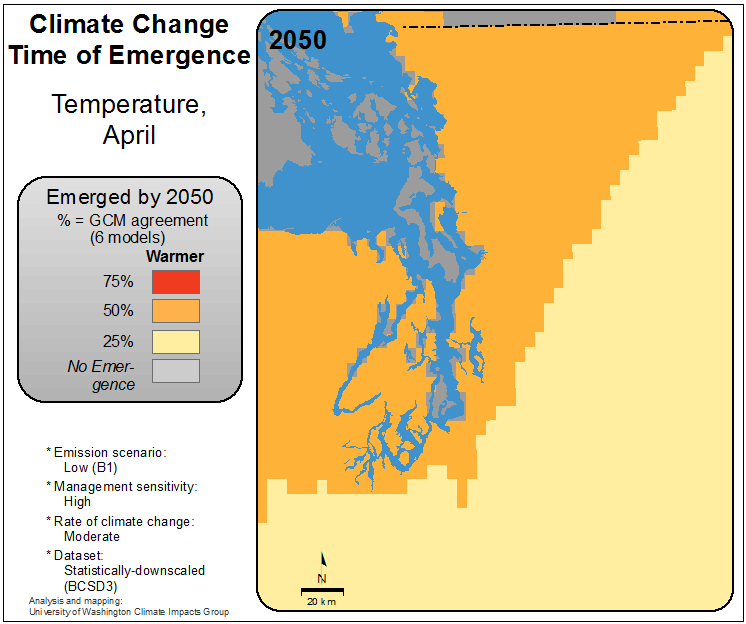 Climate Change
Time of Emergence
Temperature,
April
Emerged by 2050
% = GCM agreement
(6 models)
Warmer
75%
50%
25%
No Emer-
gence
* Emission scenario:
Low (B1)
* Management sensitivity:
High
* Rate of climate change:
Moderate
* Dataset:
Statistically-downscaled
(BCSD3)
Analysis and mapping:
University of Washington Climate Impacts Group
2050
N
20 km